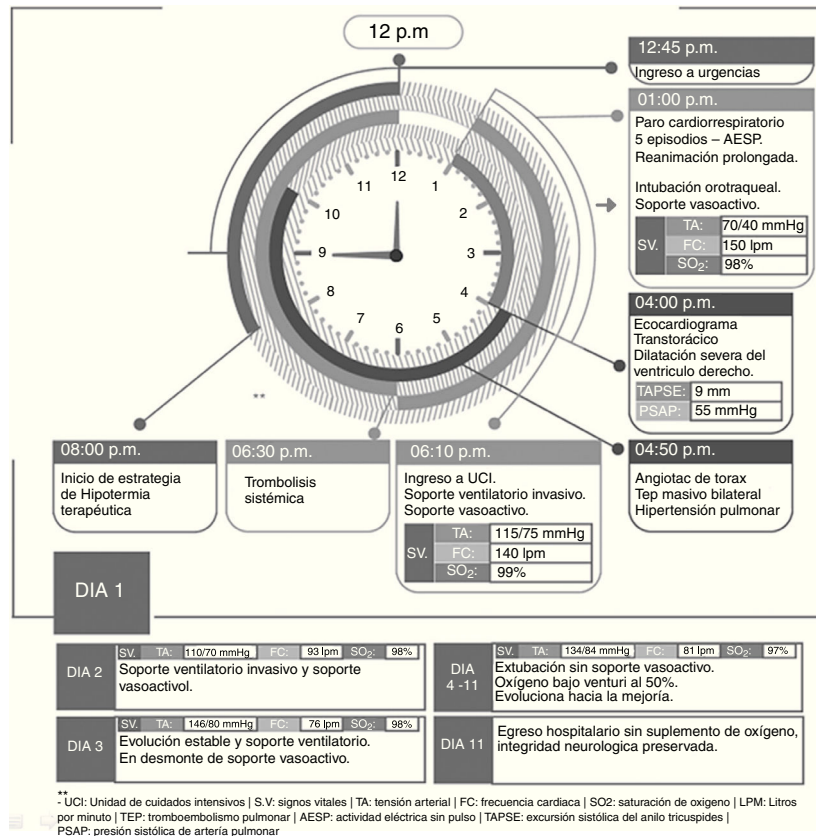 12 p.m
12:45 p.m.
Ingreso a urgencias
01:00 p.m.
Paro cardiorrespiratorio
5 episodios – AESP.
Reanimación prolongada.
Intubación orotraqueal.
Soporte vasoactivo.
SV.
TA: 70/40 mmHg
FC: 150 lpm
SO2: 98%
12
1
2
3
4
5
6
7
8
9
10
11
04:00 p.m.
Ecocardiograma
Transtorácico
Dilatación severa del
ventriculo derecho.
TAPSE: 9 mm
PSAP: 55 mmHg
**
08:00 p.m.
Inicio de estrategia
de Hipotermia
terapéutica
06:30 p.m.
Trombolisis
sistémica
06:10 p.m.
Ingreso a UCI.
Soporte ventilatorio invasivo.
Soporte vasoactivo.
SV.
TA: 115/75 mmHg
FC: 140 lpm
SO2: 99%
04:50 p.m.
Angiotac de torax
Tep masivo bilateral
Hipertensión pulmonar
DIA 1
DIA 2
SV. TA: 110/70 mmHg FC: 93 lpm SO2: 98%
Soporte ventilatorio invasivo y soporte
vasoactivol.
DIA 3
SV. TA: 146/80 mmHg FC: 76 lpm SO2: 98%
Evolución estable y soporte ventilatorio.
En desmonte de soporte vasoactivo.
DIA
4 -11
SV. TA: 134/84 mmHg FC: 81 lpm SO2: 97%
Extubación sin soporte vasoactivo.
Oxígeno bajo venturi al 50%.
Evoluciona hacia la mejoría.
DIA 11
Egreso hospitalario sin suplemento de oxígeno,
integridad neurologica preservada.
**
- UCI: Unidad de cuidados intensivos | S.V: signos vitales | TA: tensión arterial | FC: frecuencia cardiaca | SO2: saturación de oxigeno | LPM: Litros
por minuto | TEP: tromboembolismo pulmonar | AESP: actividad eléctrica sin pulso | TAPSE: excursión sistólica del anilo tricuspides |
PSAP: presión sistólica de artería pulmonar